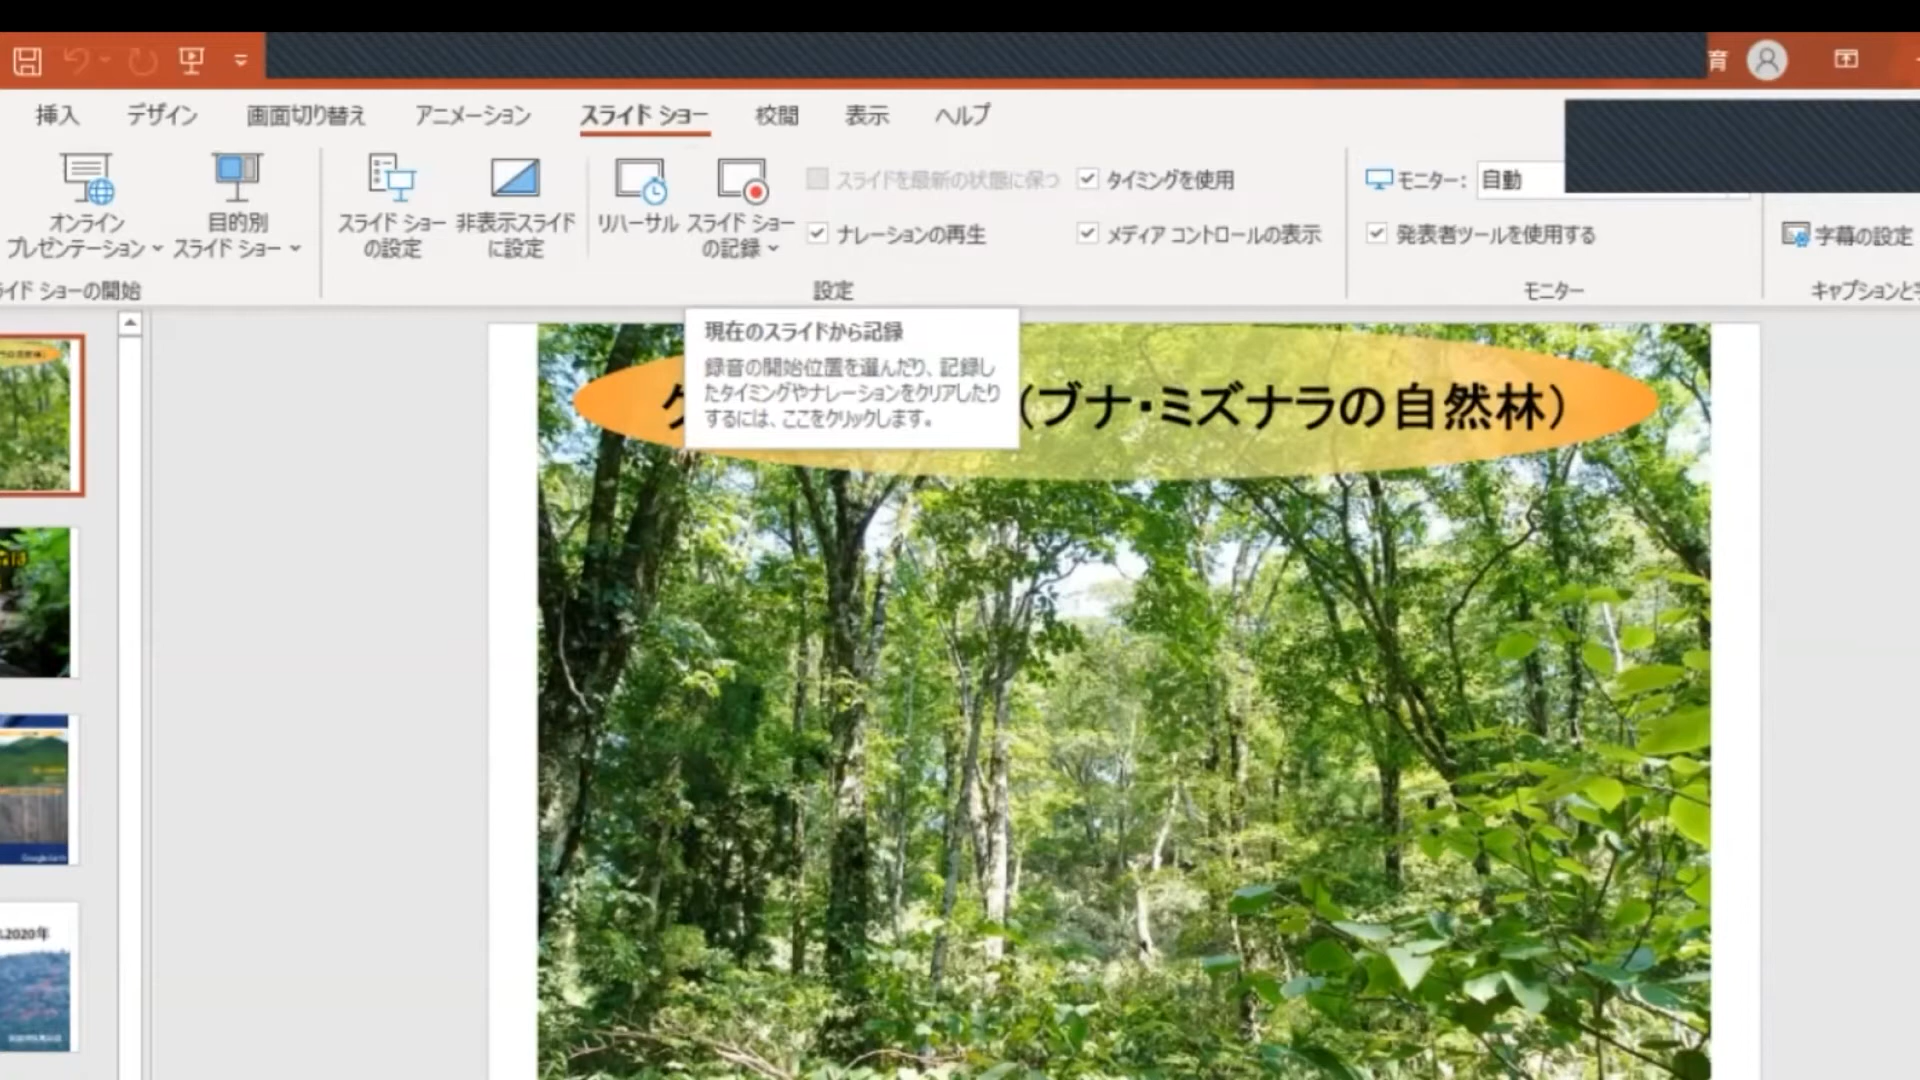 育
挿入 デザイン 画面切り替え アニメーション スライド ショー 校閲 表示 ヘルプ
オンライン
プレゼンテーション
目的別
スライド ショー
スライド ショー
の設定
非表示スライド
に設定
リハーサル
スライド ショー
の記録
スライドを最新の状態に保つ
ナレーションの再生
タイミングを使用
メディア コントロールの表示
モニター: 自動
発表者ツールを使用する
字幕の設定
イド ショーの開始
設定
モニター
キャプションと
現在のスライドから記録
録音の開始位置を選んだり、記録し
たタイミングやナレーションをクリアしたり
するには、ここをクリックします。
(ブナ・ミズナラの自然林)
2020年